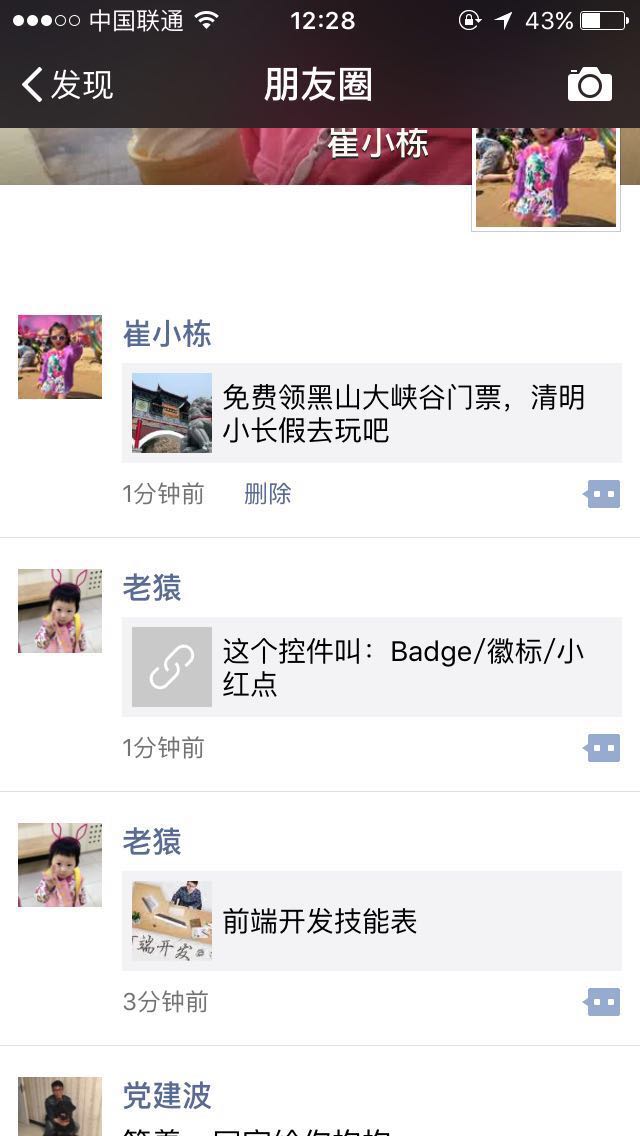 中国联通 12:28 43%
发现 朋友圈
崔小栋
崔小栋
免费领黑山大峡谷门票，清明
小长假去玩吧
1分钟前 删除
老猿
这个控件叫：Badge/徽标/小
红点
1分钟前
老猿
端开发
前端开发技能表
3分钟前
党建波